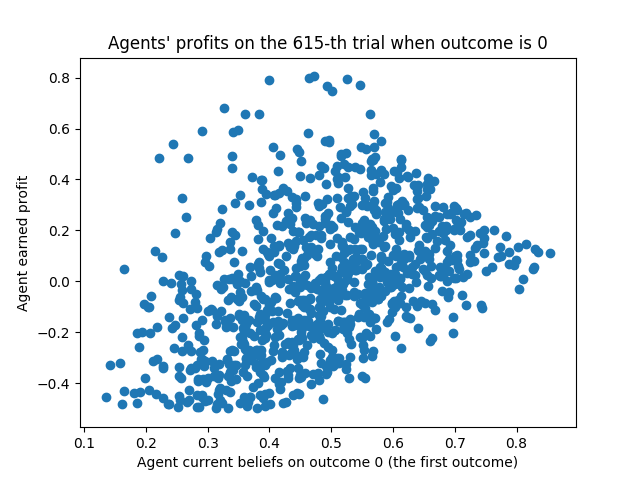 Agents' profits on the 615-th trial when outcome is 0
0.8
0.6
0.4
0.2
0.0
−0.2
−0.4
Agent earned profit
0.1 0.2 0.3 0.4 0.5 0.6 0.7 0.8
Agent current beliefs on outcome 0 (the first outcome)